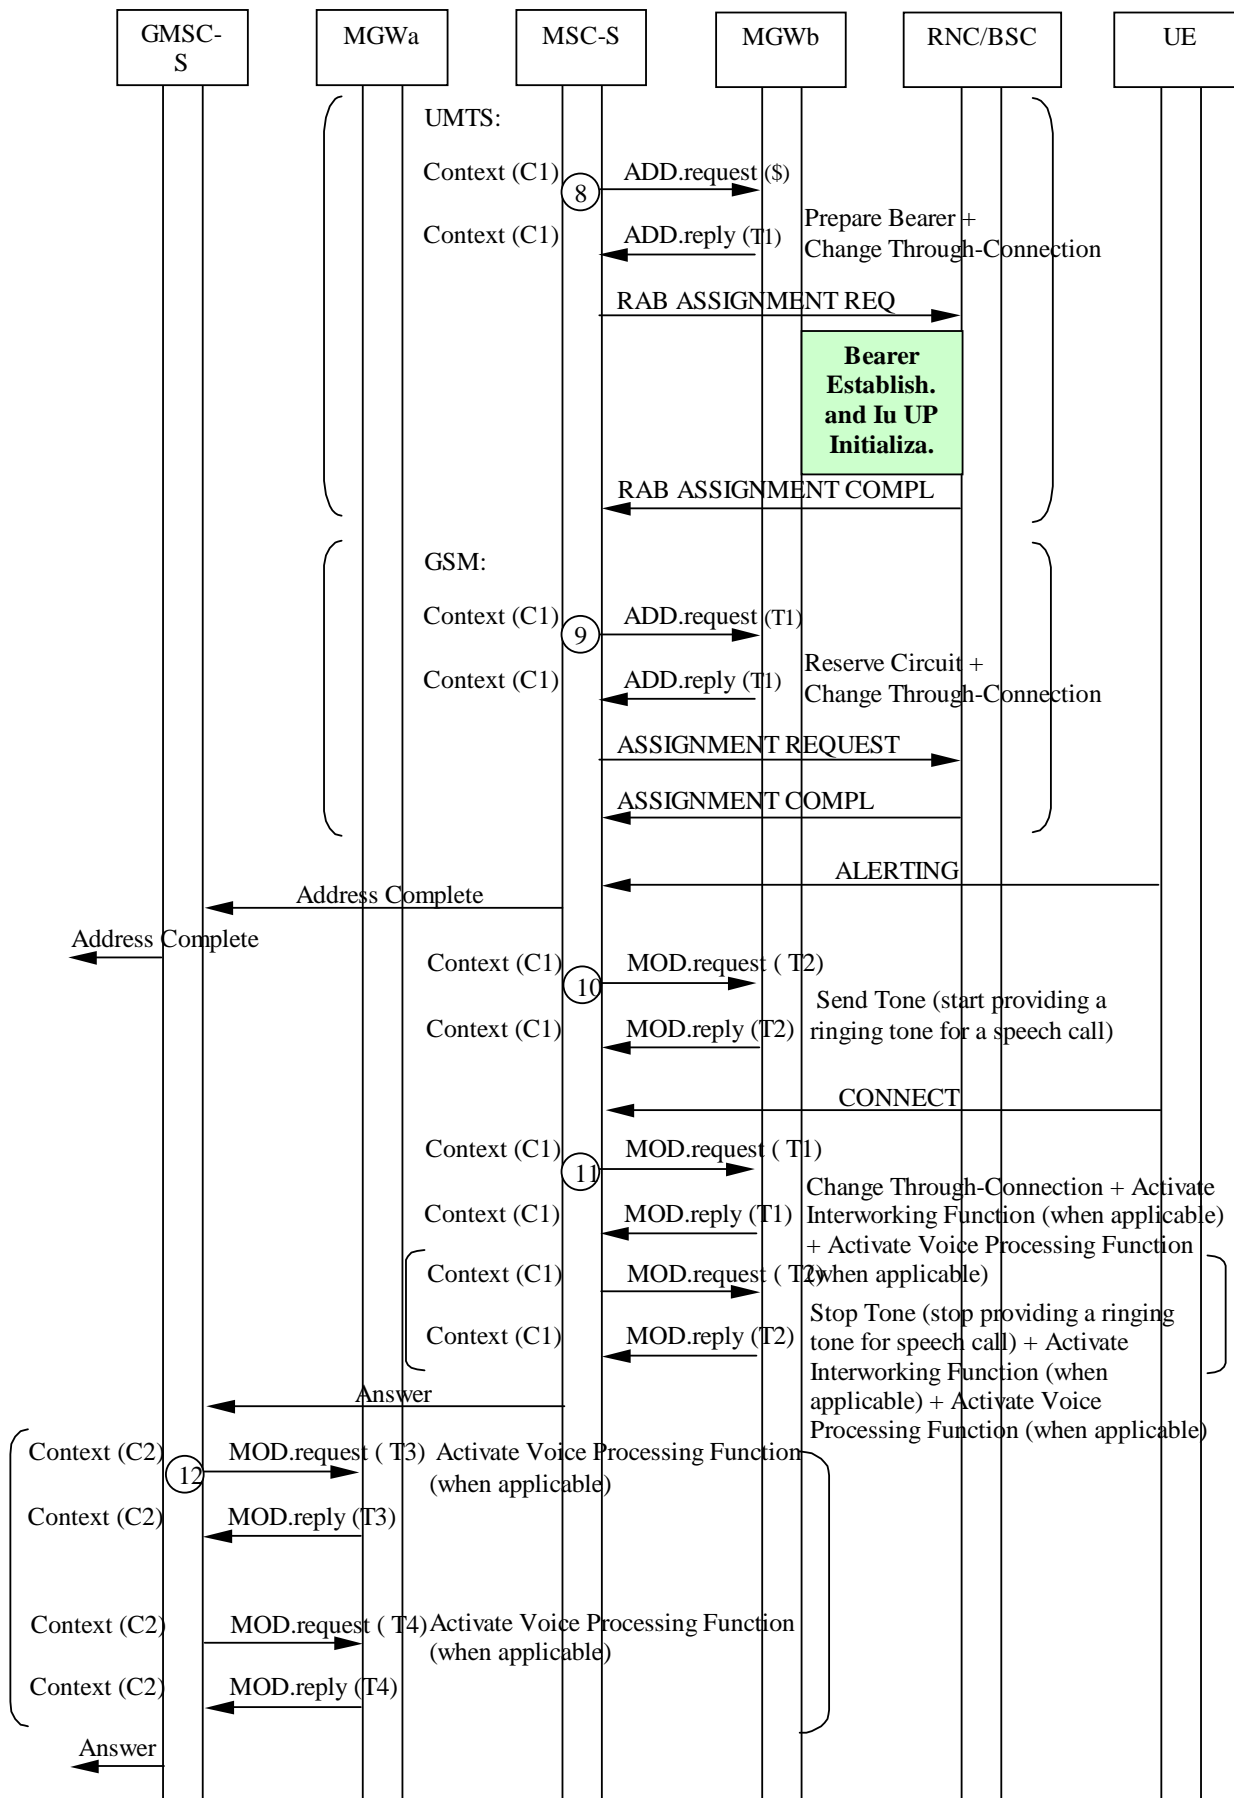 GMSC-
S
MGWa
MSC-S
MGWb
RNC/BSC
UE
UMTS:
Context (C1)
8
ADD.request ($)
Context (C1)
ADD.reply (T1)
Prepare Bearer +
Change Through-Connection
RAB ASSIGNMENT REQ
Bearer
Establish.
and Iu UP
Initializa.
RAB ASSIGNMENT COMPL
GSM:
Context (C1)
9
ADD.request (T1)
Context (C1)
ADD.reply (T1)
Reserve Circuit +
Change Through-Connection
ASSIGNMENT REQUEST
ASSIGNMENT COMPL
ALERTING
Address Complete
Address Complete
Context (C1)
10
MOD.request ( T2)
Context (C1)
MOD.reply (T2)
Send Tone (start providing a
ringing tone for a speech call)
CONNECT
Context (C1)
11
MOD.request ( T1)
Context (C1)
MOD.reply (T1)
Change Through-Connection + Activate
Interworking Function (when applicable)
+ Activate Voice Processing Function
(when applicable)
Context (C1)
MOD.request ( T2)
Context (C1)
MOD.reply (T2)
Stop Tone (stop providing a ringing
tone for speech call) + Activate
Interworking Function (when
applicable) + Activate Voice
Processing Function (when applicable)
Answer
Context (C2)
12
MOD.request ( T3)
Activate Voice Processing Function
(when applicable)
Context (C2)
MOD.reply (T3)
Context (C2)
MOD.request ( T4)
Activate Voice Processing Function
(when applicable)
Context (C2)
MOD.reply (T4)
Answer